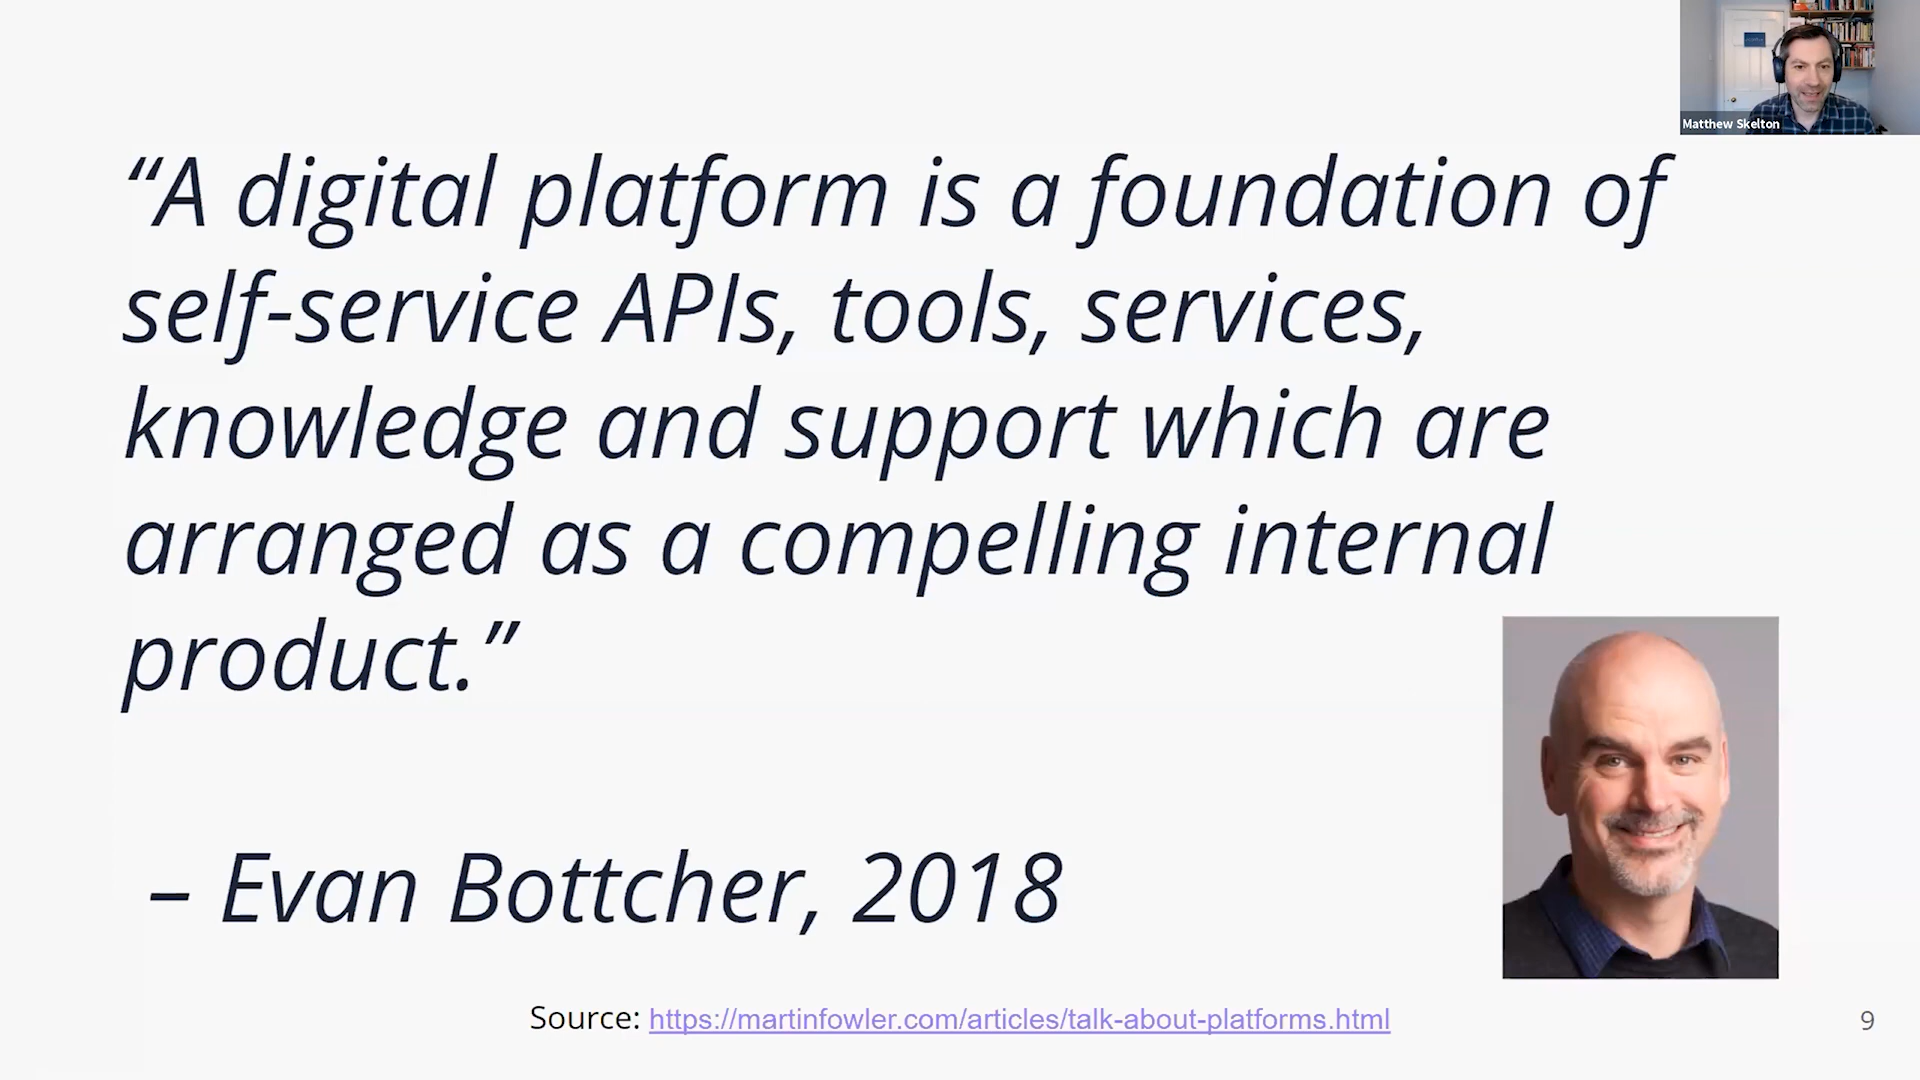 Matthew Skelton
“A digital platform is a foundation of
self-service APIs, tools, services,
knowledge and support which are
arranged as a compelling internal
product.”
– Evan Bottcher, 2018
Source: https://martinfowler.com/articles/talk-about-platforms.html
9